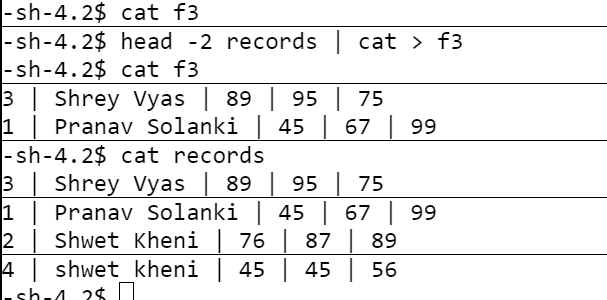 -sh-4.2$ cat f3
-sh-4.2$ head -2 records | cat > f3
-sh-4.2$ cat f3
3 | Shrey Vyas | 89 | 95 | 75
1 | Pranav Solanki | 45 | 67 | 99
-sh-4.2$ cat records
3 | Shrey Vyas | 89 | 95 | 75
1 | Pranav Solanki | 45 | 67 | 99
2 | Shwet Kheni | 76 | 87 | 89
4 | shwet kheni | 45 | 45 | 56
-sh-4.2$